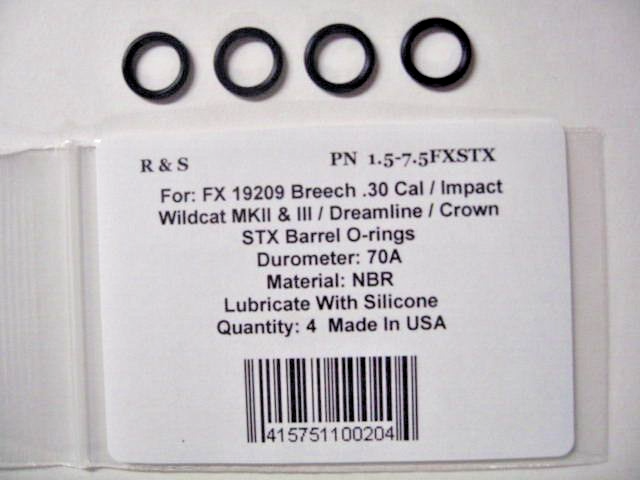 R & S PN 1.5-7.5FXSTX
For: FX 19209 Breech .30 Cal / Impact
Wildcat MKII & III / Dreamline / Crown
STX Barrel O-rings
Durometer: 70A
Material: NBR
Lubricate With Silicone
Quantity: 4 Made In USA
415751100204